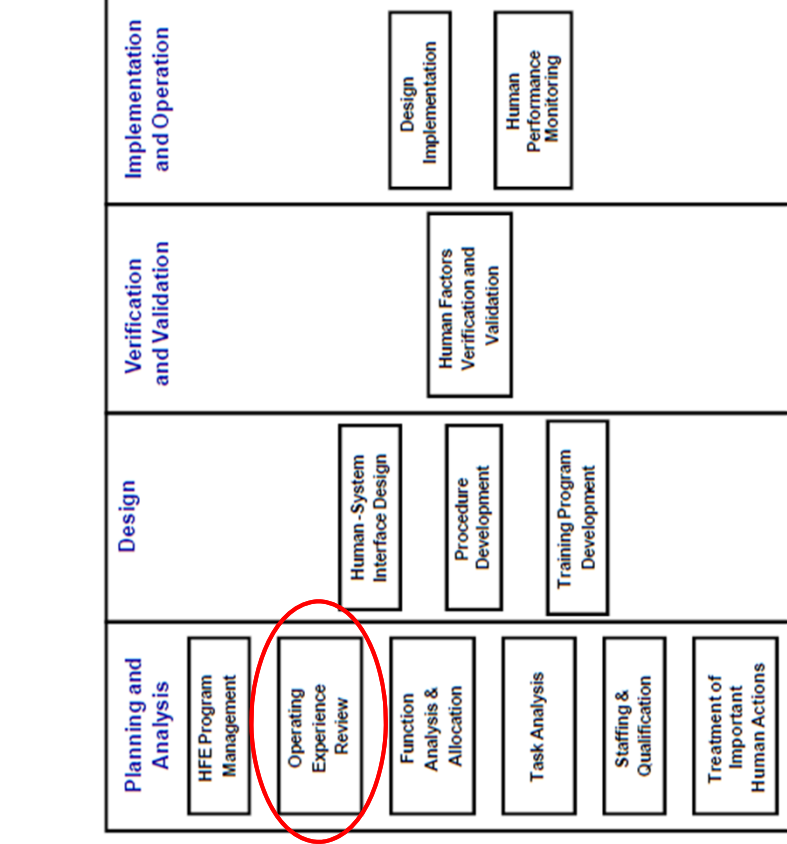 Planning and
Analysis
HFE Program
Management
Operating
Experience
Review
Function
Analysis &
Allocation
Task Analysis
Staffing &
Qualification
Treatment of
Important
Human Actions
Design
Human -System
Interface Design
Procedure
Development
Training Program
Development
Verification
and Validation
Human Factors
Verification and
Validation
Implementation
and Operation
Design
Implementation
Human
Performance
Monitoring